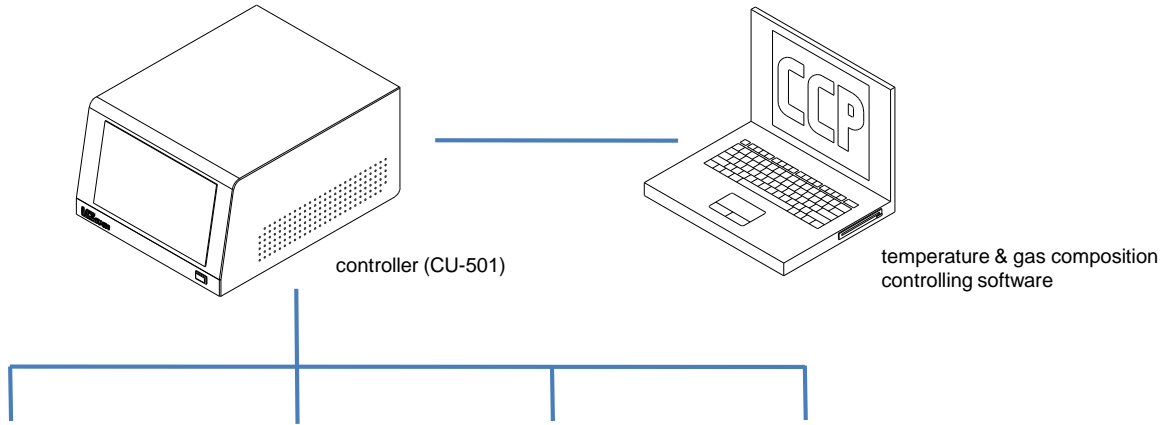 CCP
controller (CU-501)
temperature & gas composition
controlling software